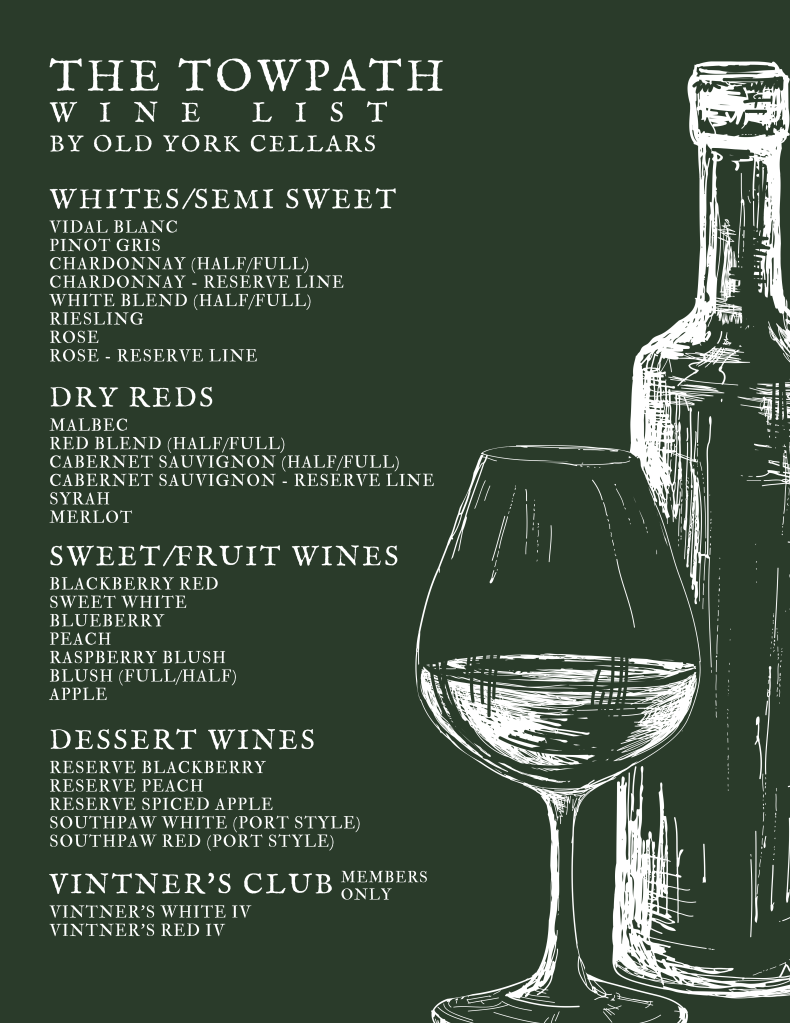 THE TOWPATH
WINE LIST
BY OLD YORK CELLARS
WHITES/SEMI SWEET
VIDAL BLANC
PINOT GRIS
CHARDONNAY (HALF/FULL)
CHARDONNAY - RESERVE LINE
WHITE BLEND (HALF/FULL)
RIESLING
ROSE
ROSE - RESERVE LINE
DRY REDS
MALBEC
RED BLEND (HALF/FULL)
CABERNET SAUVIGNON (HALF/FULL)
CABERNET SAUVIGNON - RESERVE LINE
SYRAH
MERLOT
SWEET/FRUIT WINES
BLACKBERRY RED
SWEET WHITE
BLUEBERRY
PEACH
RASPBERRY BLUSH
BLUSH (FULL/HALF)
APPLE
DESSERT WINES
RESERVE BLACKBERRY
RESERVE PEACH
RESERVE SPICED APPLE
SOUTHPAW WHITE (PORT STYLE)
SOUTHPAW RED (PORT STYLE)
VINTNER'S CLUB
MEMBERS
ONLY
VINTNER'S WHITE IV
VINTNER'S RED IV